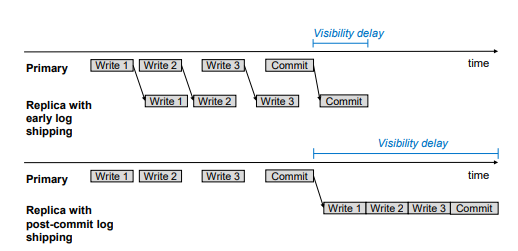 Visibility delay
time
Primary
Write 1
Write 2
Write 3
Commit
Replica with
early log
shipping
Write 1
Write 2
Write 3
Commit
Visibility delay
time
Primary
Write 1
Write 2
Write 3
Commit
Replica with
post-commit log
shipping
Write 1
Write 2
Write 3
Commit